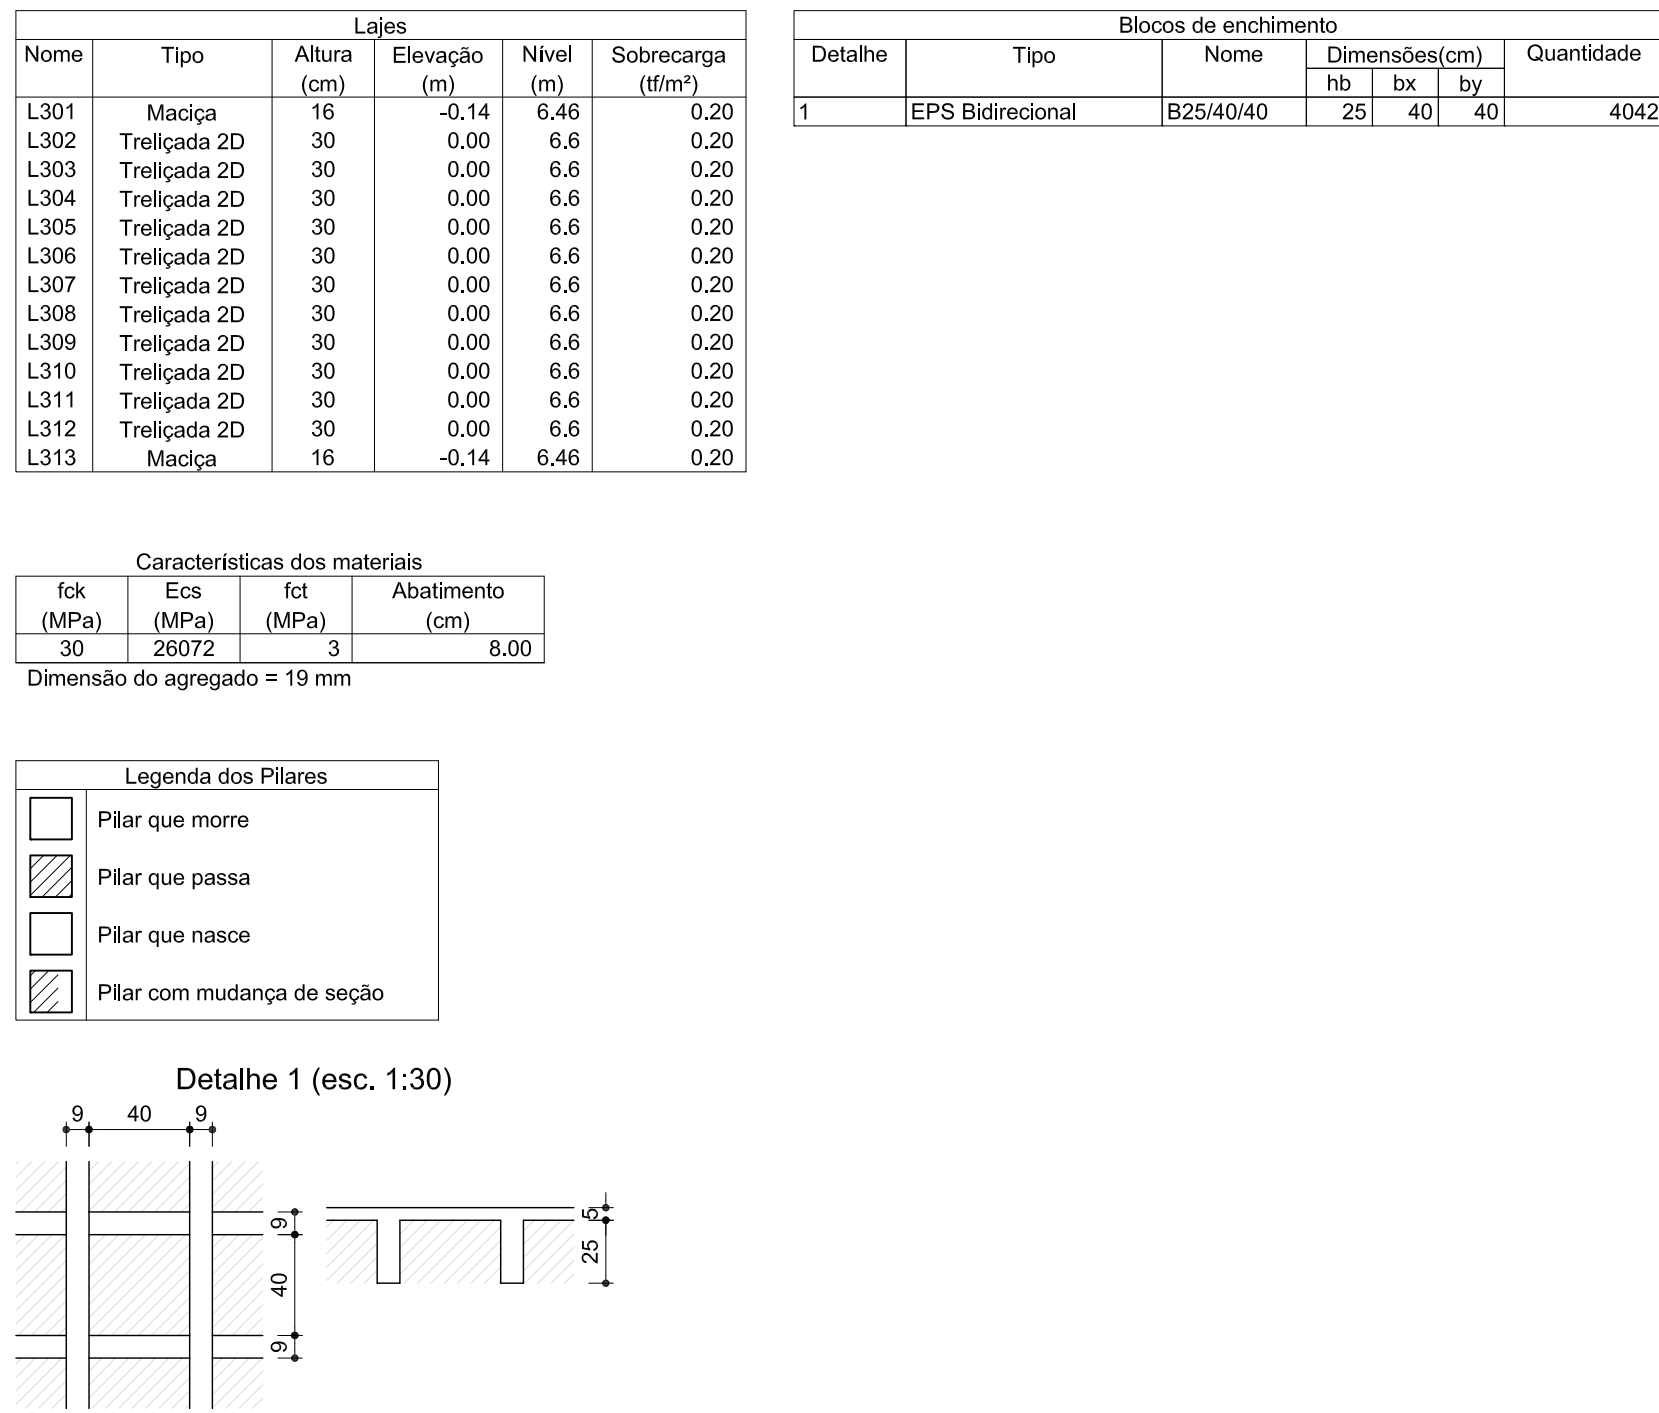 Lajes
Nome Tipo Altura Elevação Nível Sobrecarga
(cm) (m) (m) (tf/m²)
L301 Maciça 16 -0.14 6.46 0.20
L302 Treliçada 2D 30 0.00 6.6 0.20
L303 Treliçada 2D 30 0.00 6.6 0.20
L304 Treliçada 2D 30 0.00 6.6 0.20
L305 Treliçada 2D 30 0.00 6.6 0.20
L306 Treliçada 2D 30 0.00 6.6 0.20
L307 Treliçada 2D 30 0.00 6.6 0.20
L308 Treliçada 2D 30 0.00 6.6 0.20
L309 Treliçada 2D 30 0.00 6.6 0.20
L310 Treliçada 2D 30 0.00 6.6 0.20
L311 Treliçada 2D 30 0.00 6.6 0.20
L312 Treliçada 2D 30 0.00 6.6 0.20
L313 Maciça 16 -0.14 6.46 0.20
Blocos de enchimento
Detalhe Tipo Nome Dimensões(cm) Quantidade
hb bx by
1 EPS Bidirecional B25/40/40 25 40 40 4042
Características dos materiais
fck Ecs fct Abatimento
(MPa) (MPa) (MPa) (cm)
30 26072 3 8.00
Dimensão do agregado = 19 mm
Legenda dos Pilares
Pilar que morre
Pilar que passa
Pilar que nasce
Pilar com mudança de seção
Detalhe 1 (esc. 1:30)
9 40 9
9
40
9
5
25